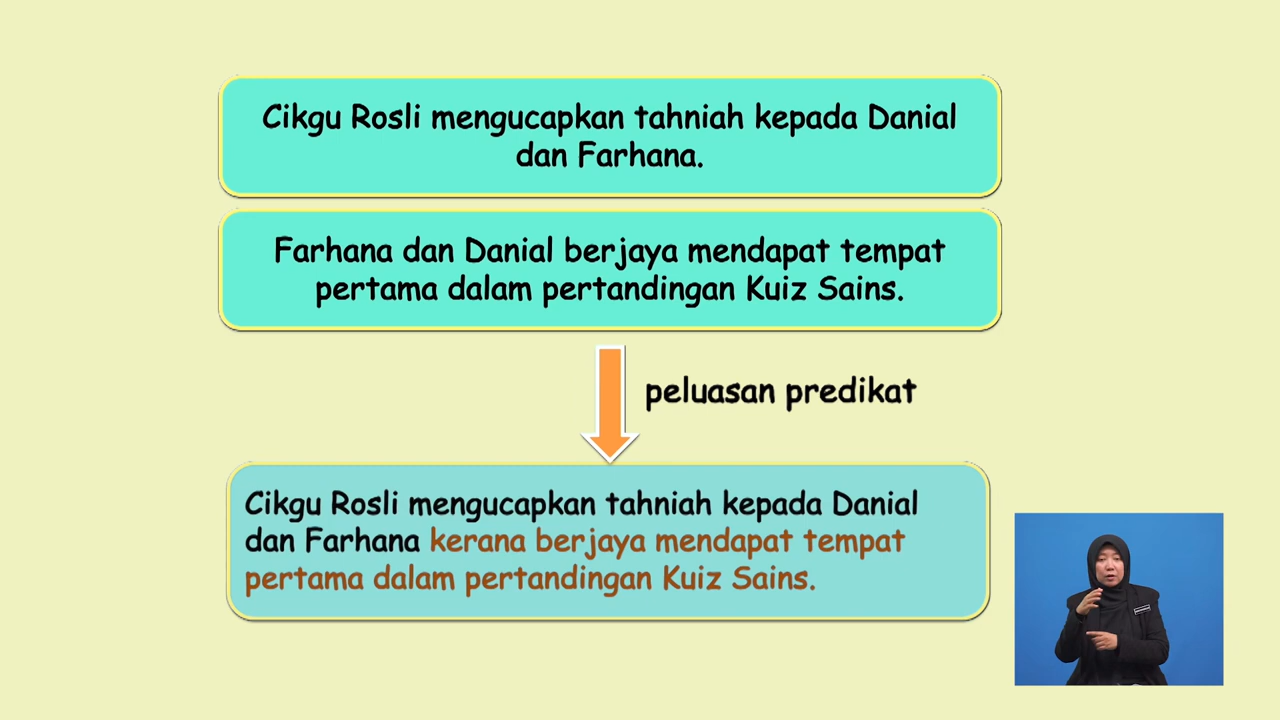 Cikgu Rosli mengucapkan tahniah kepada Danial
dan Farhana.
Farhana dan Danial berjaya mendapat tempat
pertama dalam pertandingan Kuiz Sains.
peluasan predikat
Cikgu Rosli mengucapkan tahniah kepada Danial
dan Farhana kerana berjaya mendapat tempat
pertama dalam pertandingan Kuiz Sains.